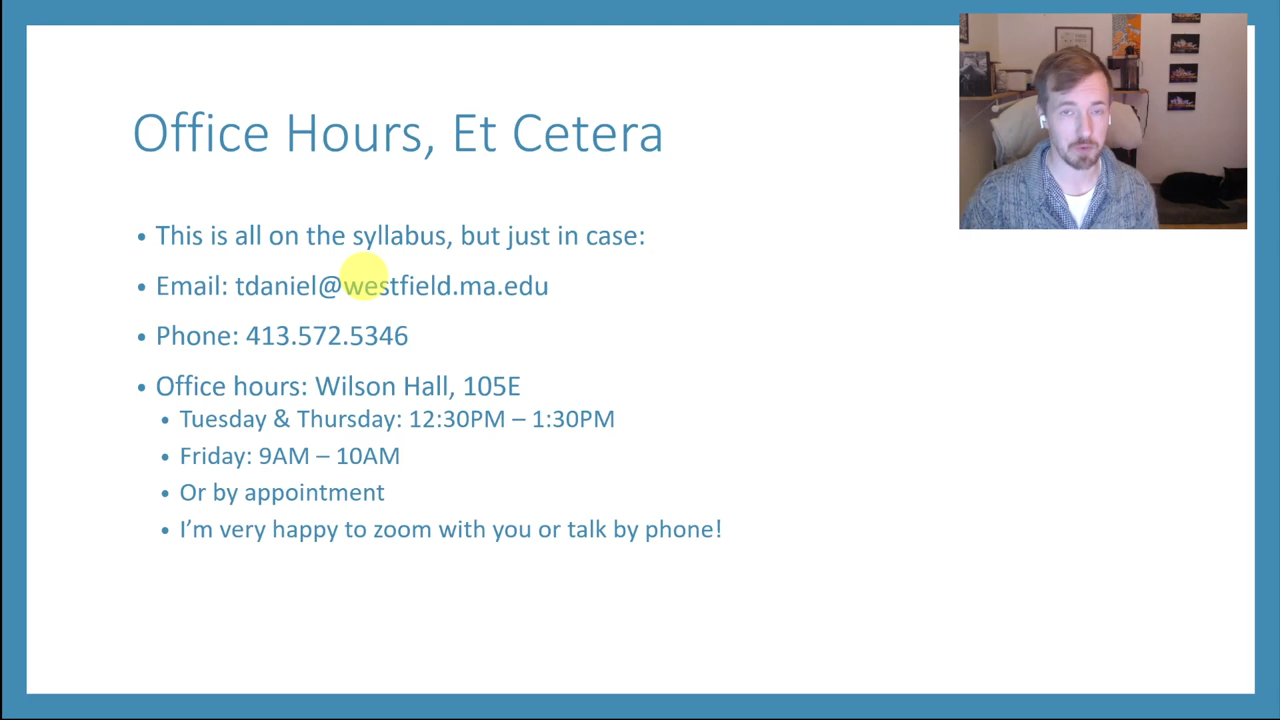 Office Hours, Et Cetera
• This is all on the syllabus, but just in case:
• Email: tdaniel@westfield.ma.edu
• Phone: 413.572.5346
• Office hours: Wilson Hall, 105E
• Tuesday & Thursday: 12:30PM – 1:30PM
• Friday: 9AM – 10AM
• Or by appointment
• I’m very happy to zoom with you or talk by phone!